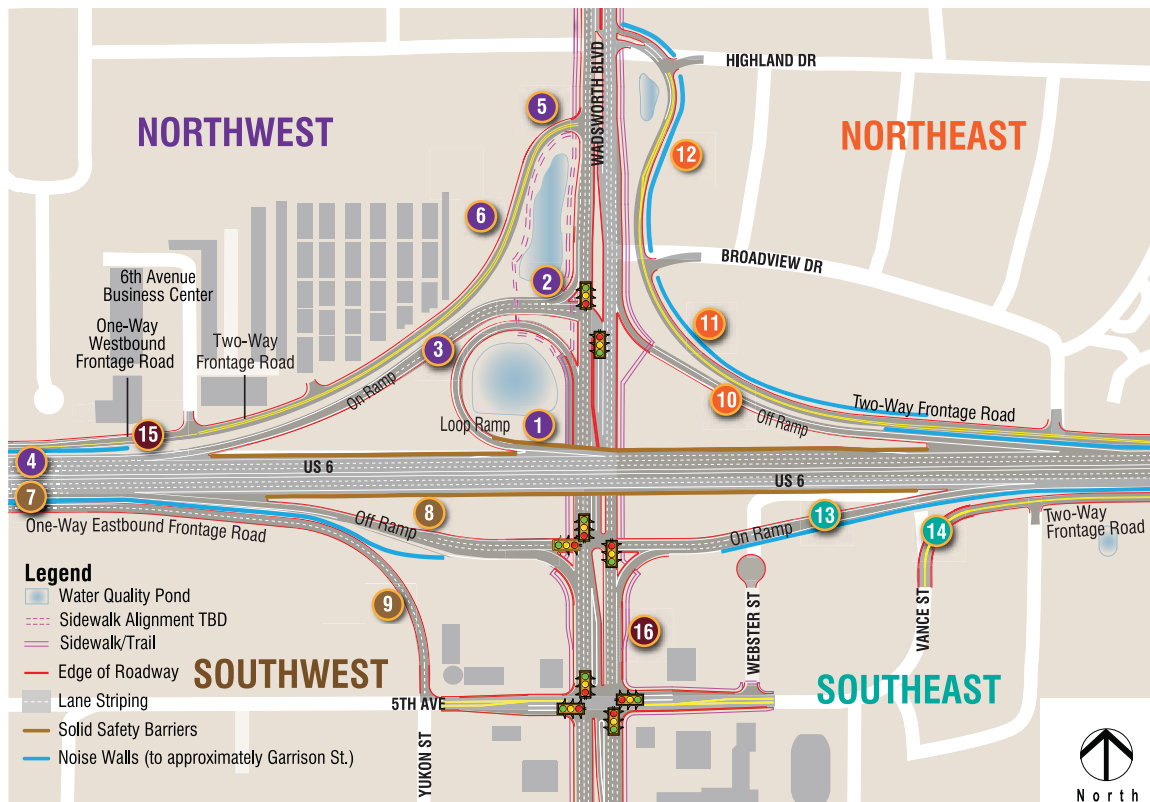 HIGHLAND DR
WADSWORTH BLVD
5
NORTHWEST
NORTHEAST
12
6
BROADVIEW DR
2
6th Avenue
Business Center
One-Way
Westbound
Frontage Road
Two-Way
Frontage Road
3
11
On Ramp
10
Off Ramp
Two-Way Frontage Road
Loop Ramp
1
15
4
US 6
US 6
7
One-Way Eastbound Frontage Road
Off Ramp
8
On Ramp
13
14
Two-Way
Frontage Road
Legend
Water Quality Pond
Sidewalk Alignment TBD
Sidewalk/Trail
Edge of Roadway
Lane Striping
Solid Safety Barriers
Noise Walls (to approximately Garrison St.)
9
16
WEBSTER ST
VANCE ST
SOUTHWEST
SOUTHEAST
5TH AVE
YUKON ST
North